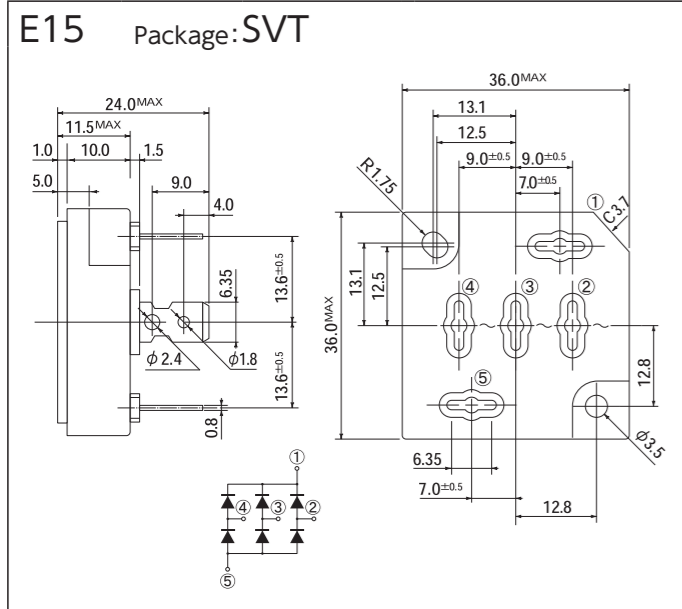 E15 Package:SVT
24.0MAX
11.5MAX
1.0 10.0 1.5
5.0
9.0
4.0
13.6±0.5
6.35
13.6±0.5
φ2.4
φ1.8
0.8
①
④ ③ ②
⑤
36.0MAX
13.1
12.5
9.0±0.5 9.0±0.5
7.0±0.5
R1.75
① C3.7
13.1
12.5
36.0MAX
④ ③ ②
~ ~
⑤
12.8
φ3.5
6.35
7.0±0.5
12.8